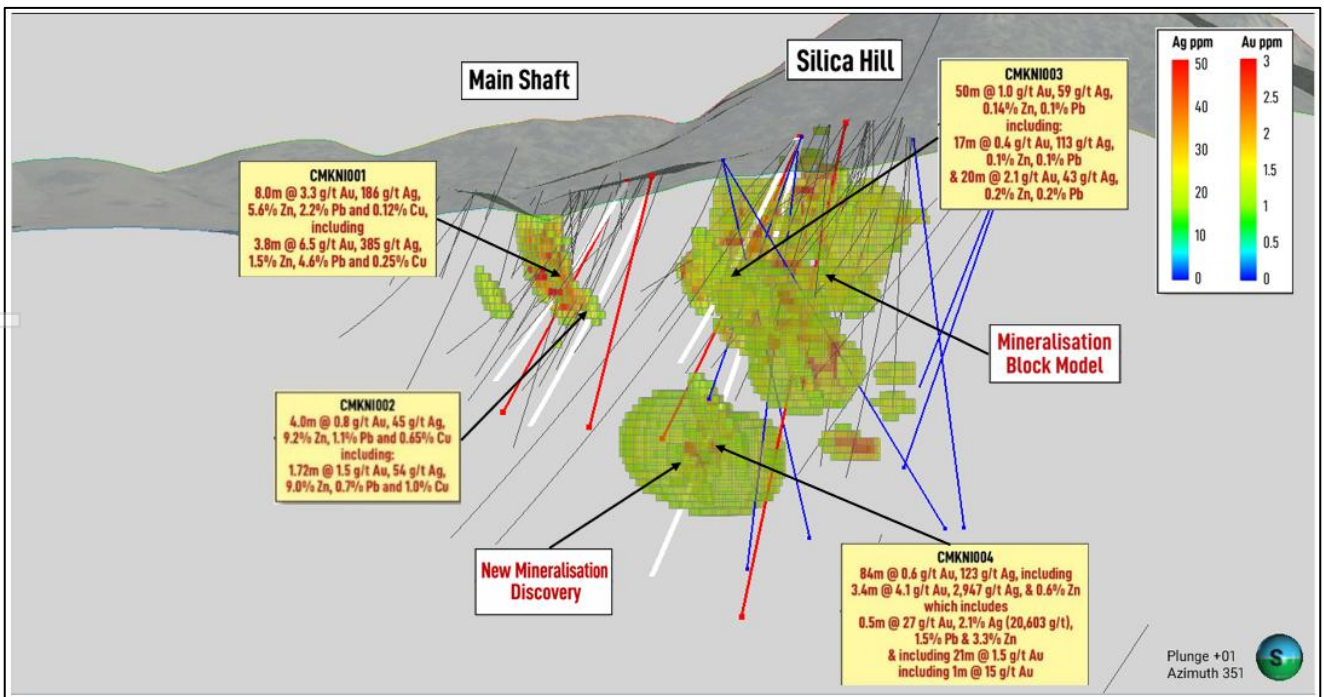 Main Shaft
Silica Hill
Ag ppm
Au ppm
50
40
30
20
10
0
3
2.5
2
1.5
1
0.5
0
CMKNI003
50m @ 1.0 g/t Au, 59 g/t Ag,
0.14% Zn, 0.1% Pb
including:
17m @ 0.4 g/t Au, 113 g/t Ag,
0.1% Zn, 0.1% Pb
& 20m @ 2.1 g/t Au, 43 g/t Ag,
0.2% Zn, 0.2% Pb
CMKNI001
8.0m @ 3.3 g/t Au, 186 g/t Ag,
5.6% Zn, 2.2% Pb and 0.12% Cu,
including
3.8m @ 6.5 g/t Au, 385 g/t Ag,
1.5% Zn, 4.6% Pb and 0.25% Cu
Mineralisation
Block Model
CMKNI002
4.0m @ 0.8 g/t Au, 45 g/t Ag,
9.2% Zn, 1.1% Pb and 0.65% Cu
including:
1.72m @ 1.5 g/t Au, 54 g/t Ag,
9.0% Zn, 0.7% Pb and 1.0% Cu
New Mineralisation
Discovery
CMKNI004
84m @ 0.6 g/t Au, 123 g/t Ag, including
3.4m @ 4.1 g/t Au, 2,947 g/t Ag, & 0.6% Zn
which includes
0.5m @ 27 g/t Au, 2.1% Ag (20,603 g/t),
1.5% Pb & 3.3% Zn
& including 21m @ 1.5 g/t Au
including 1m @ 15 g/t Au
Plunge +01
Azimuth 351
S